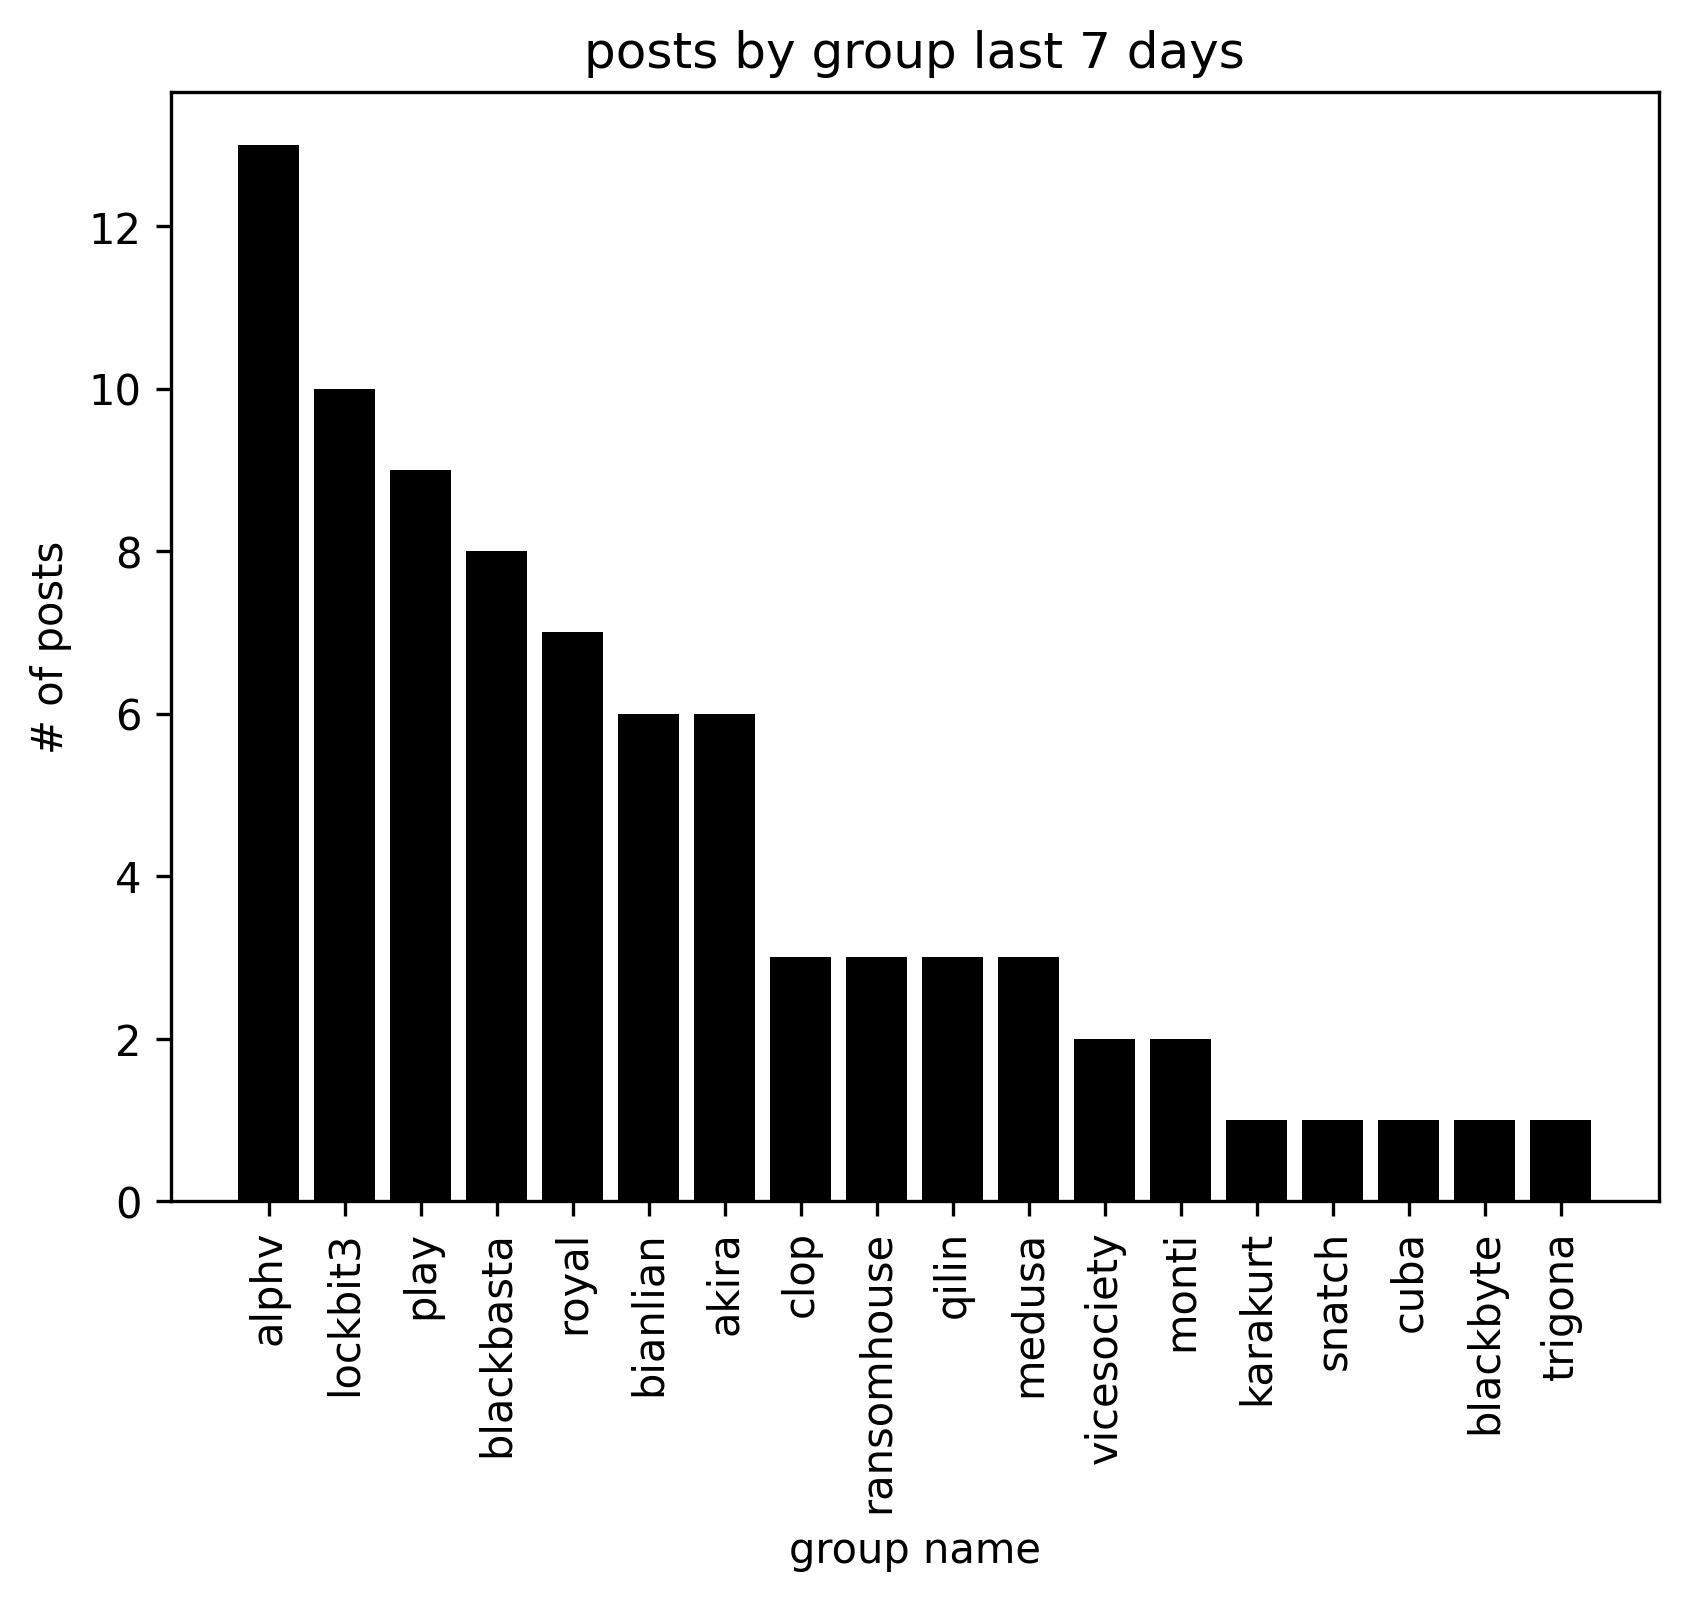 posts by group last 7 days
12
10
8
6
4
2
0
# of posts
alphv
lockbit3
play
blackbasta
royal
bianlian
akira
clop
ransomhouse
qilin
medusa
vicesociety
monti
karakurt
snatch
cuba
blackbyte
trigona
group name